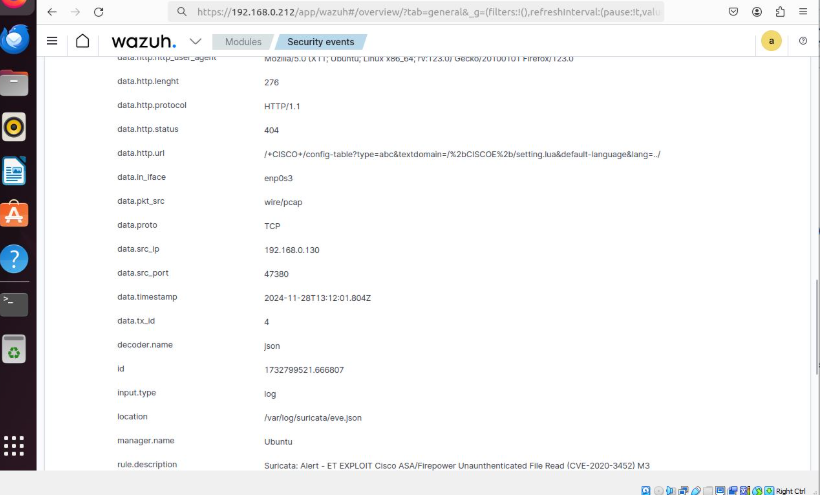 https://192.168.0.212/app/wazuh#/overview/?tab=general&_g=(filters:!(),refreshInterval:(pause:!t,valu
wazuh. Modules Security events a
data.http.http_user_agent Mozilla/5.0 (X11; Ubuntu; Linux x86_64; rv:123.0) Gecko/20100101 Firefox/123.0
data.http.lenght 276
data.http.protocol HTTP/1.1
data.http.status 404
data.http.url /+CISCO+/config-table?type=abc&textdomain=/%2bCISCOE%2b/setting.lua&default-language&lang=../
data.in_iface enp0s3
data.pkt_src wire/pcap
data.proto TCP
data.src_ip 192.168.0.130
data.src_port 47380
data.timestamp 2024-11-28T13:12:01.804Z
data.tx_id 4
decoder.name json
id 1732799521.666807
input.type log
location /var/log/suricata/eve.json
manager.name Ubuntu
rule.description Suricata: Alert - ET EXPLOIT Cisco ASA/Firepower Unauthenticated File Read (CVE-2020-3452) M3
Right Ctrl